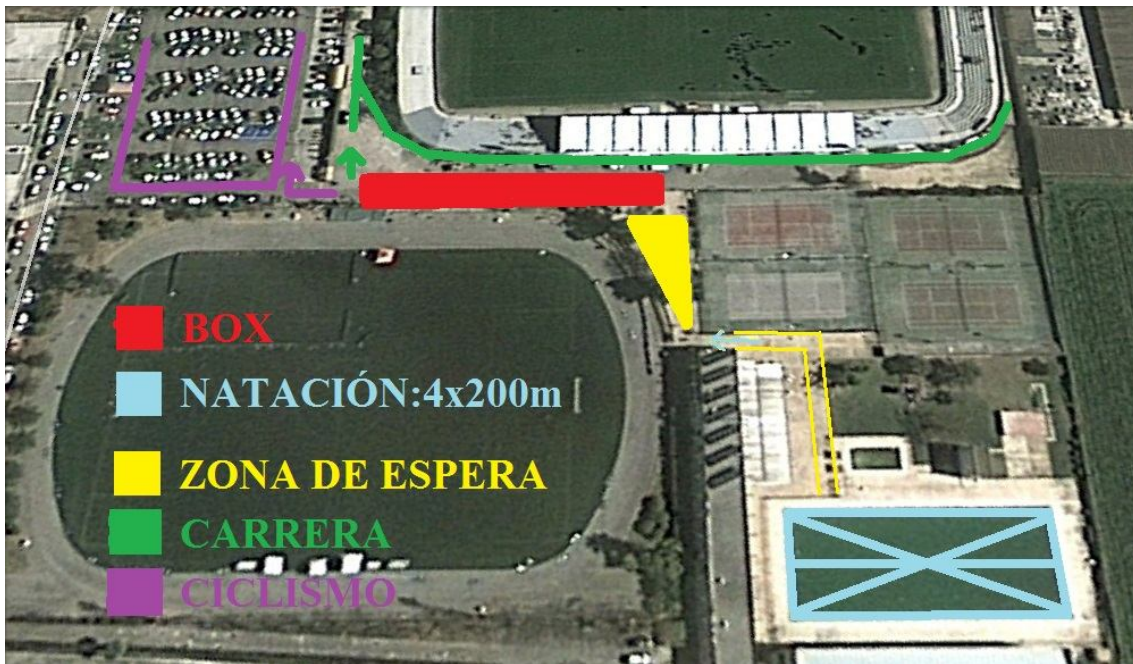 BOX
NATACIÓN:4x200m
ZONA DE ESPERA
CARRERA
CICLISMO